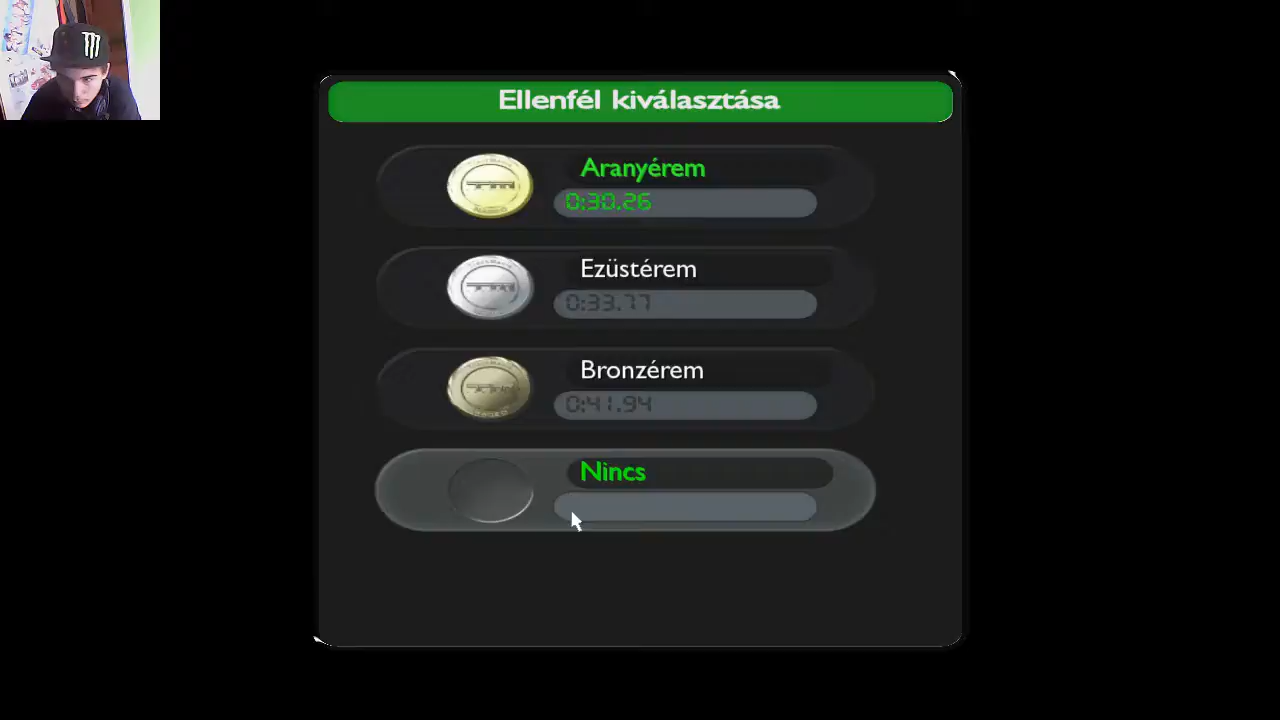 Ellenfél kiválasztása
Aranyérem
0:30.26
Ezüstérem
0:33.77
Bronzérem
0:41.94
Nincs